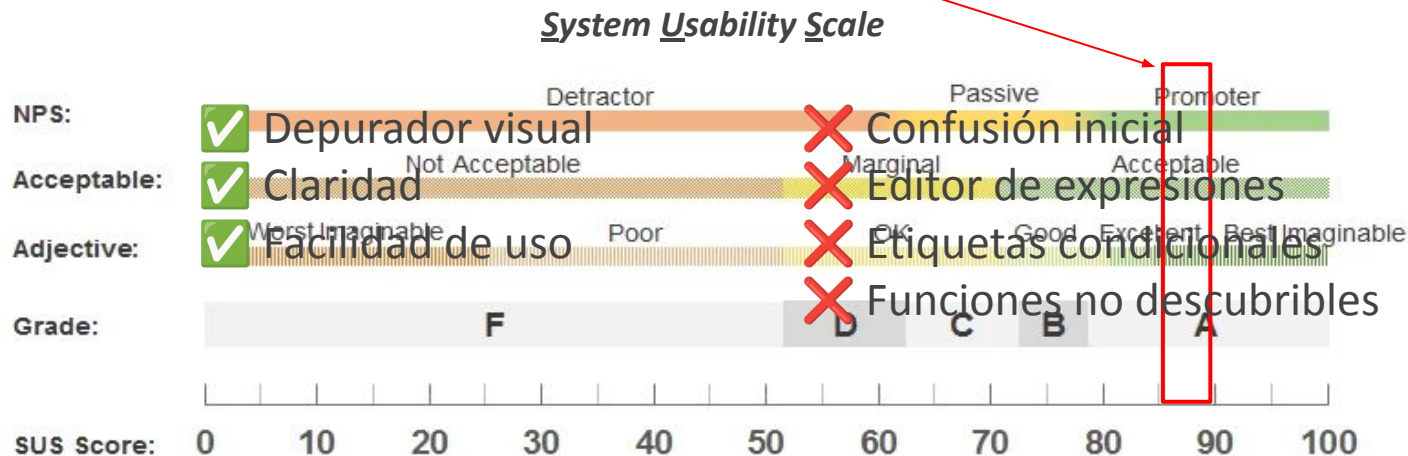 System Usability Scale
NPS: Detractor Passive Promoter
Depurador visual Confusión inicial
Acceptable: Not Acceptable Marginal Acceptable
Claridad Editor de expresiones
Adjective: Worst Imaginable Poor OK Good Excellent Best Imaginable
Facilidad de uso Etiquetas condicionales
Funciones no descubribles
Grade: F D C B A
SUS Score: 0 10 20 30 40 50 60 70 80 90 100